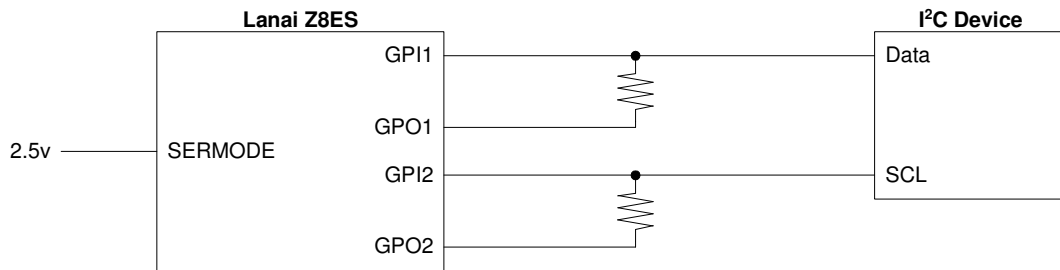 Lanai Z8ES
I²C Device
GPI1
Data
GPO1
2.5v
SERMODE
GPI2
SCL
GPO2